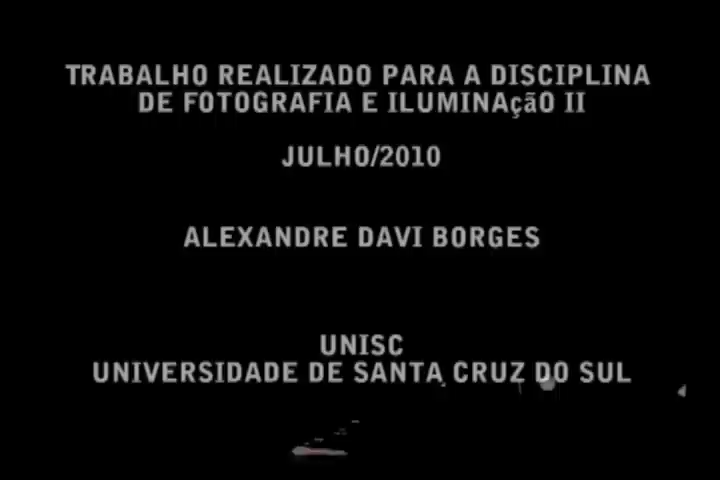 TRABALHO REALIZADO PARA A DISCIPLINA
DE FOTOGRAFIA E ILUMINAçãO II
JULHO/2010
ALEXANDRE DAVI BORGES
UNISC
UNIVERSIDADE DE SANTA CRUZ DO SUL